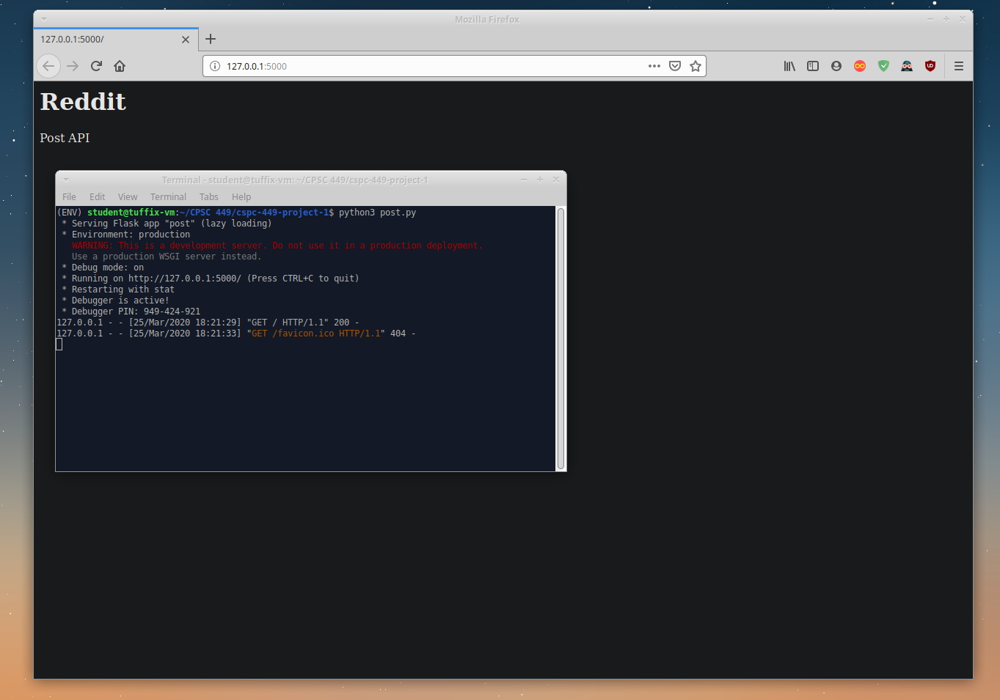 Mozilla Firefox
127.0.0.1:5000/
127.0.0.1:5000
Reddit
Post API
Terminal - student@tuffix-vm: ~/CPSC 449/cspc-449-project-1
File Edit View Terminal Tabs Help
(ENV) student@tuffix-vm:~/CPSC 449/cspc-449-project-1$ python3 post.py
* Serving Flask app "post" (lazy loading)
* Environment: production
WARNING: This is a development server. Do not use it in a production deployment.
Use a production WSGI server instead.
* Debug mode: on
* Running on http://127.0.0.1:5000/ (Press CTRL+C to quit)
* Restarting with stat
* Debugger is active!
* Debugger PIN: 949-424-921
127.0.0.1 - - [25/Mar/2020 18:21:29] "GET / HTTP/1.1" 200 -
127.0.0.1 - - [25/Mar/2020 18:21:33] "GET /favicon.ico HTTP/1.1" 404 -